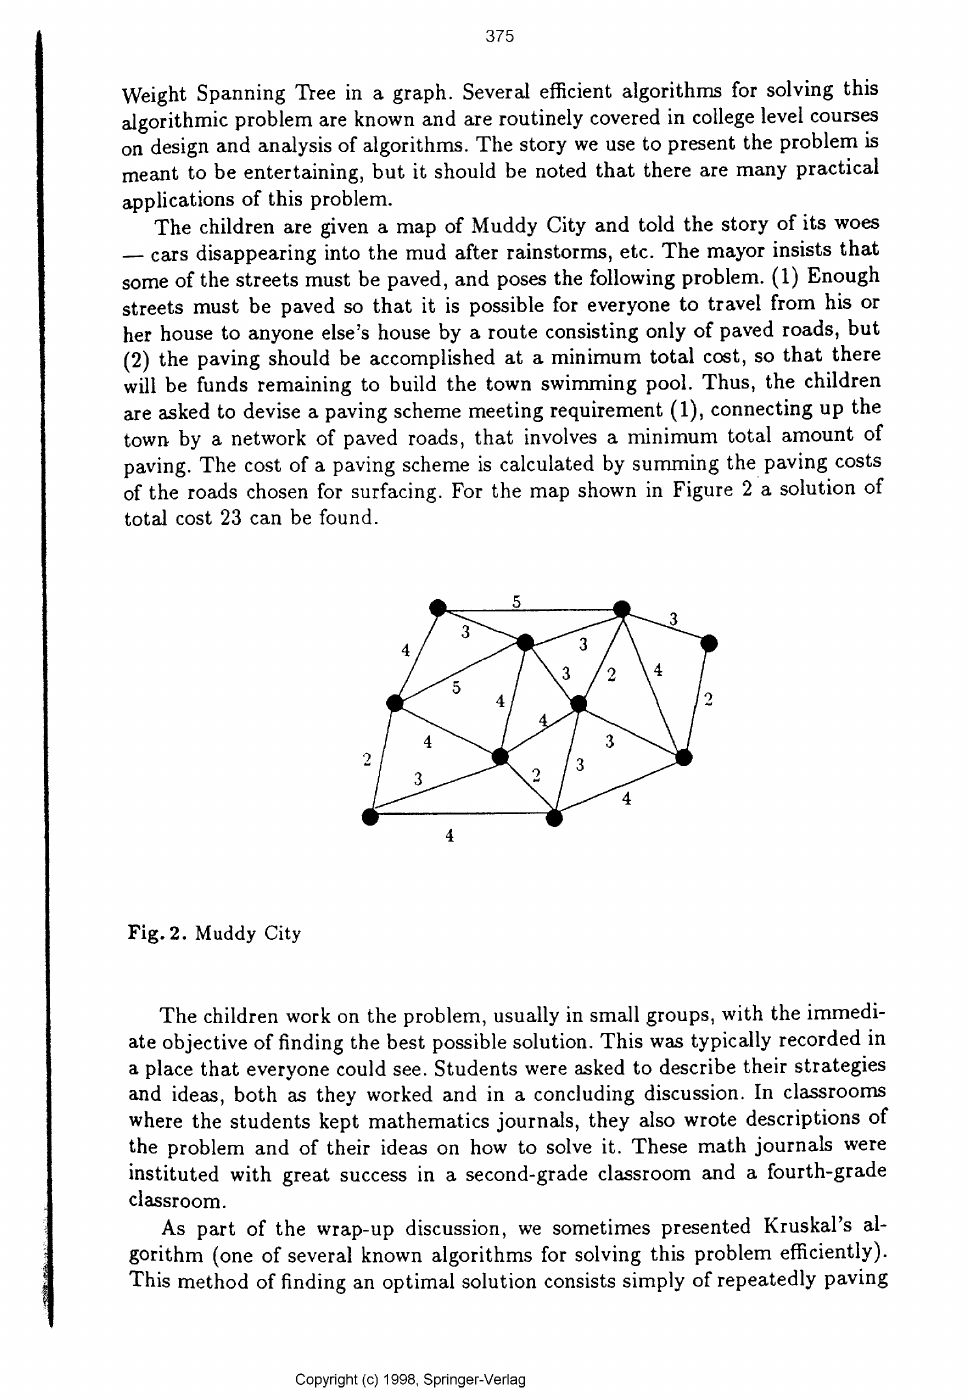 375
Weight Spanning Tree in a graph. Several efficient algorithms for solving this
algorithmic problem are known and are routinely covered in college level courses
on design and analysis of algorithms. The story we use to present the problem is
meant to be entertaining, but it should be noted that there are many practical
applications of this problem.
The children are given a map of Muddy City and told the story of its woes
— cars disappearing into the mud after rainstorms, etc. The mayor insists that
some of the streets must be paved, and poses the following problem. (1) Enough
streets must be paved so that it is possible for everyone to travel from his or
her house to anyone else's house by a route consisting only of paved roads, but
(2) the paving should be accomplished at a minimum total cost, so that there
will be funds remaining to build the town swimming pool. Thus, the children
are asked to devise a paving scheme meeting requirement (1), connecting up the
town by a network of paved roads, that involves a minimum total amount of
paving. The cost of a paving scheme is calculated by summing the paving costs
of the roads chosen for surfacing. For the map shown in Figure 2 a solution of
total cost 23 can be found.
5
3
3
3
4
3
2
4
5
4
2
4
4
3
2
3
3
2
4
4
Fig. 2. Muddy City
The children work on the problem, usually in small groups, with the immedi-
ate objective of finding the best possible solution. This was typically recorded in
a place that everyone could see. Students were asked to describe their strategies
and ideas, both as they worked and in a concluding discussion. In classrooms
where the students kept mathematics journals, they also wrote descriptions of
the problem and of their ideas on how to solve it. These math journals were
instituted with great success in a second-grade classroom and a fourth-grade
classroom.
As part of the wrap-up discussion, we sometimes presented Kruskal's al-
gorithm (one of several known algorithms for solving this problem efficiently).
This method of finding an optimal solution consists simply of repeatedly paving
Copyright (c) 1998, Springer-Verlag